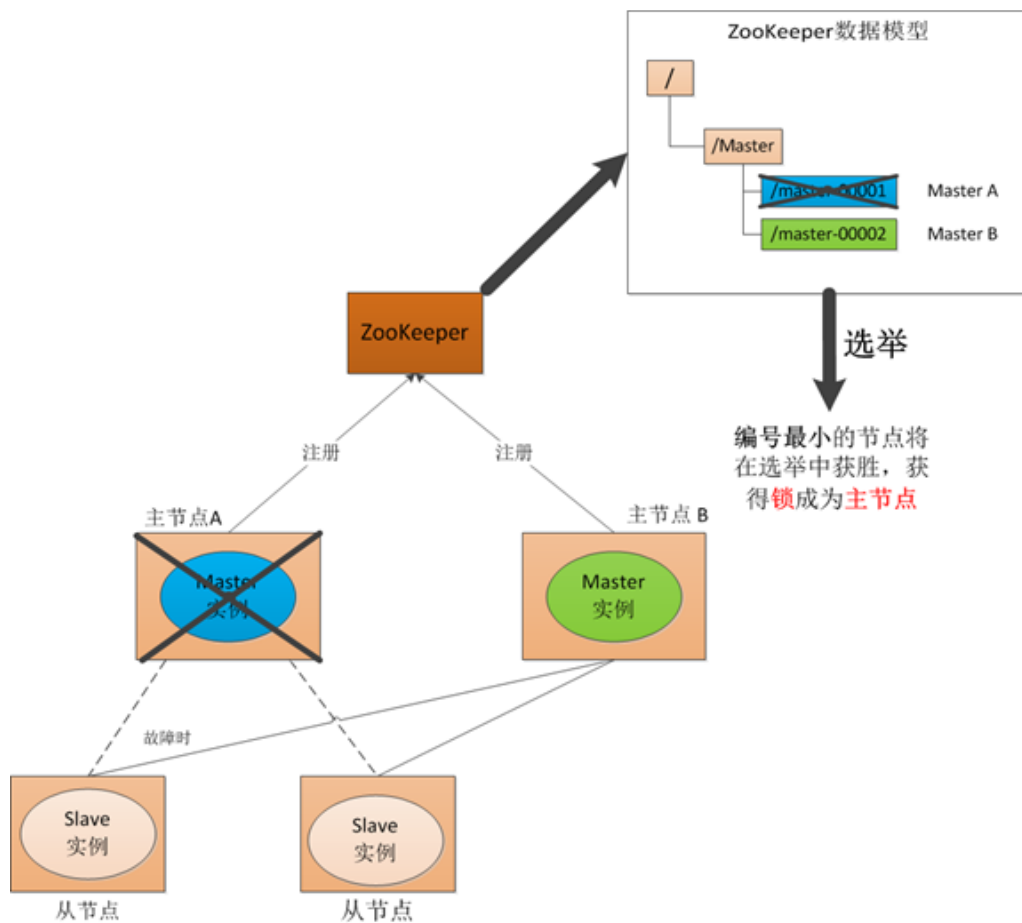 ZooKeeper数据模型
/
/Master
/master-00001
Master A
/master-00002
Master B
ZooKeeper
选举
编号最小的节点将
在选举中获胜，获
得锁成为主节点
注册
注册
主节点A
主节点 B
Master
实例
Master
实例
故障时
Slave
实例
Slave
实例
从节点
从节点